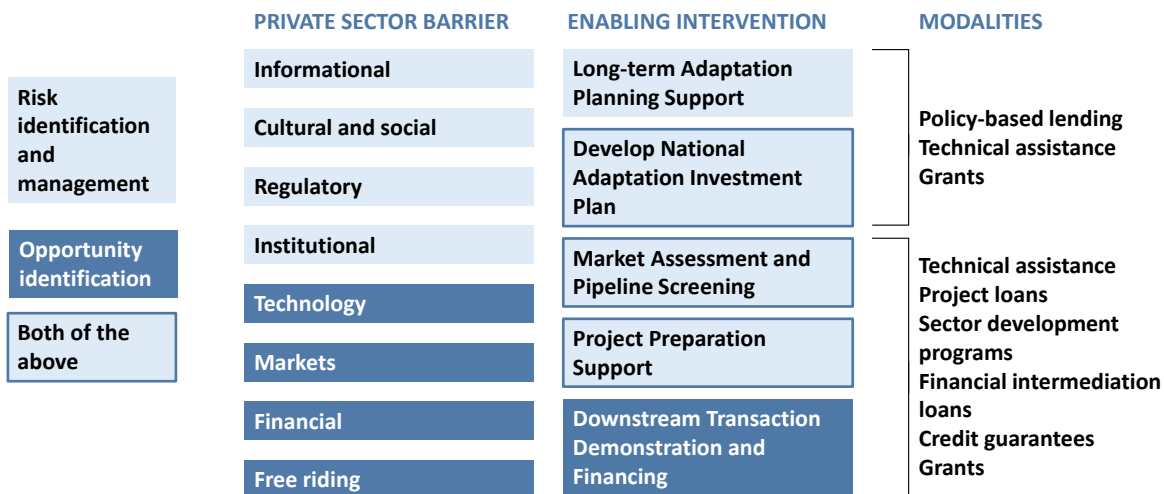 PRIVATE SECTOR BARRIER
ENABLING INTERVENTION
MODALITIES
Risk
identification
and
management
Opportunity
identification
Both of the
above
Informational
Cultural and social
Regulatory
Institutional
Technology
Markets
Financial
Free riding
Long-term Adaptation
Planning Support
Develop National
Adaptation Investment
Plan
Market Assessment and
Pipeline Screening
Project Preparation
Support
Downstream Transaction
Demonstration and
Financing
Policy-based lending
Technical assistance
Grants
Technical assistance
Project loans
Sector development
programs
Financial intermediation
loans
Credit guarantees
Grants